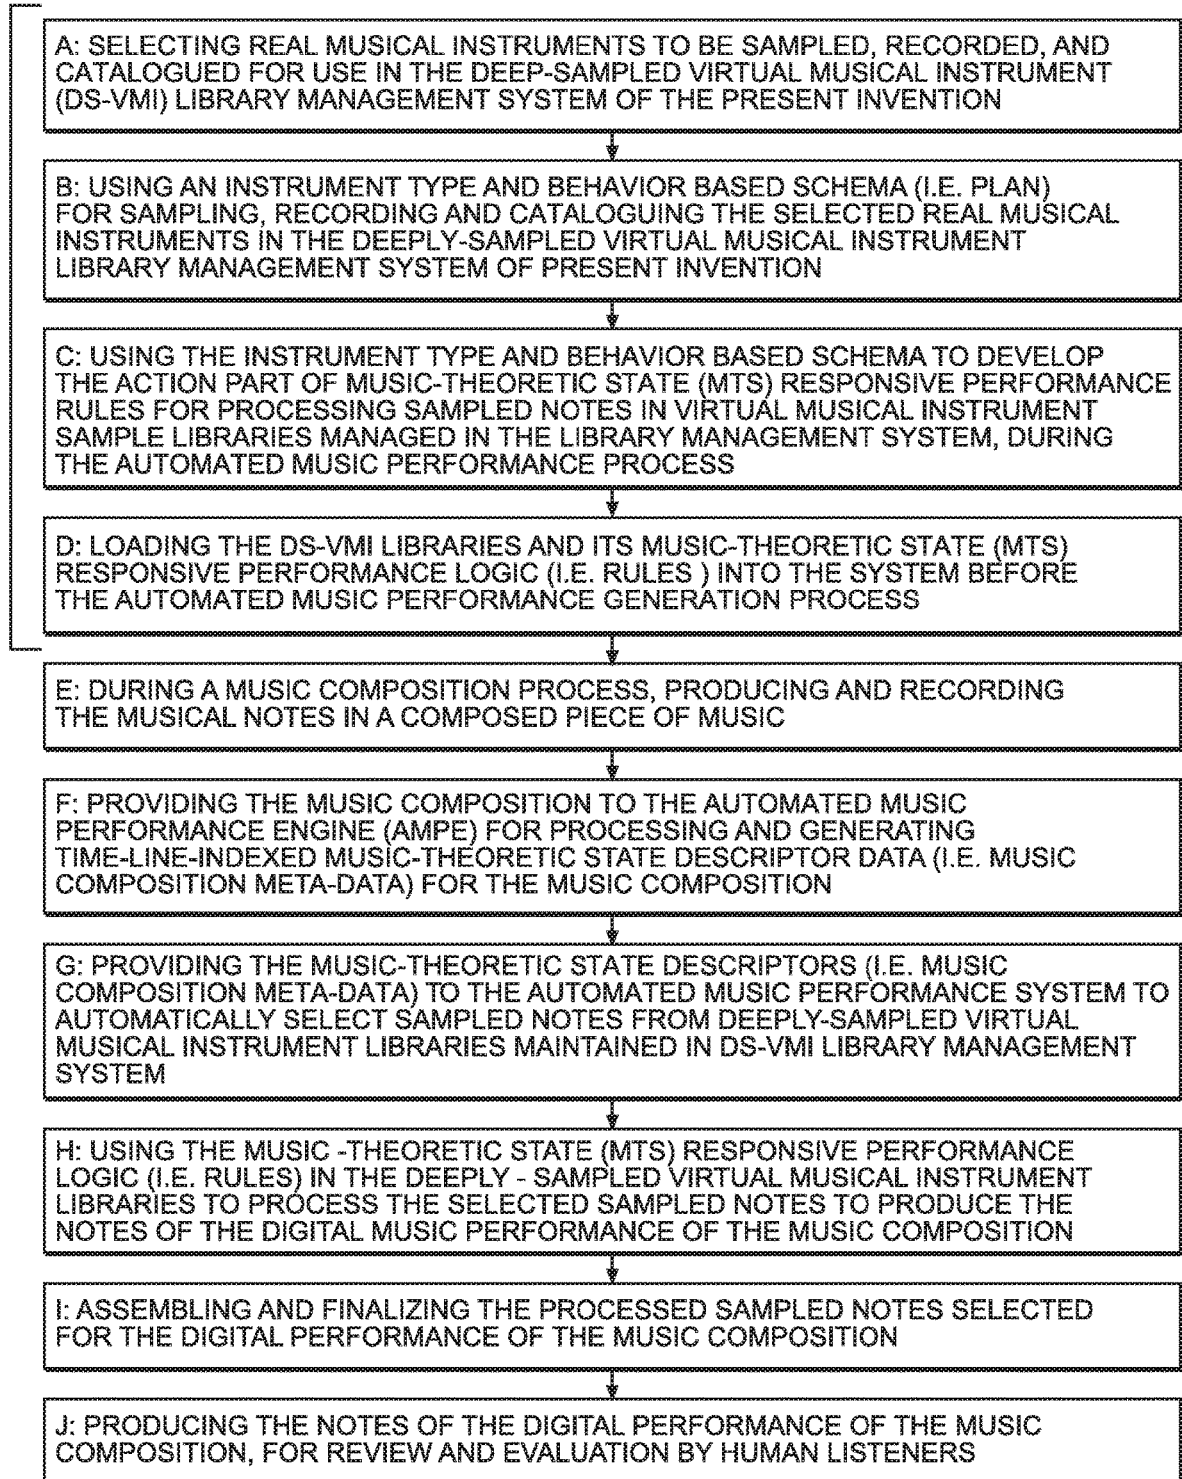 A: SELECTING REAL MUSICAL INSTRUMENTS TO BE SAMPLED, RECORDED, AND
CATALOGUED FOR USE IN THE DEEP-SAMPLED VIRTUAL MUSICAL INSTRUMENT
(DS-VMI) LIBRARY MANAGEMENT SYSTEM OF THE PRESENT INVENTION
B: USING AN INSTRUMENT TYPE AND BEHAVIOR BASED SCHEMA (I.E. PLAN)
FOR SAMPLING, RECORDING AND CATALOGUING THE SELECTED REAL MUSICAL
INSTRUMENTS IN THE DEEPLY-SAMPLED VIRTUAL MUSICAL INSTRUMENT
LIBRARY MANAGEMENT SYSTEM OF PRESENT INVENTION
C: USING THE INSTRUMENT TYPE AND BEHAVIOR BASED SCHEMA TO DEVELOP
THE ACTION PART OF MUSIC-THEORETIC STATE (MTS) RESPONSIVE PERFORMANCE
RULES FOR PROCESSING SAMPLED NOTES IN VIRTUAL MUSICAL INSTRUMENT
SAMPLE LIBRARIES MANAGED IN THE LIBRARY MANAGEMENT SYSTEM, DURING
THE AUTOMATED MUSIC PERFORMANCE PROCESS
D: LOADING THE DS-VMI LIBRARIES AND ITS MUSIC-THEORETIC STATE (MTS)
RESPONSIVE PERFORMANCE LOGIC (I.E. RULES ) INTO THE SYSTEM BEFORE
THE AUTOMATED MUSIC PERFORMANCE GENERATION PROCESS
E: DURING A MUSIC COMPOSITION PROCESS, PRODUCING AND RECORDING
THE MUSICAL NOTES IN A COMPOSED PIECE OF MUSIC
F: PROVIDING THE MUSIC COMPOSITION TO THE AUTOMATED MUSIC
PERFORMANCE ENGINE (AMPE) FOR PROCESSING AND GENERATING
TIME-LINE-INDEXED MUSIC-THEORETIC STATE DESCRIPTOR DATA (I.E. MUSIC
COMPOSITION META-DATA) FOR THE MUSIC COMPOSITION
G: PROVIDING THE MUSIC-THEORETIC STATE DESCRIPTORS (I.E. MUSIC
COMPOSITION META-DATA) TO THE AUTOMATED MUSIC PERFORMANCE SYSTEM TO
AUTOMATICALLY SELECT SAMPLED NOTES FROM DEEPLY-SAMPLED VIRTUAL
MUSICAL INSTRUMENT LIBRARIES MAINTAINED IN DS-VMI LIBRARY MANAGEMENT
SYSTEM
H: USING THE MUSIC -THEORETIC STATE (MTS) RESPONSIVE PERFORMANCE
LOGIC (I.E. RULES) IN THE DEEPLY - SAMPLED VIRTUAL MUSICAL INSTRUMENT
LIBRARIES TO PROCESS THE SELECTED SAMPLED NOTES TO PRODUCE THE
NOTES OF THE DIGITAL MUSIC PERFORMANCE OF THE MUSIC COMPOSITION
I: ASSEMBLING AND FINALIZING THE PROCESSED SAMPLED NOTES SELECTED
FOR THE DIGITAL PERFORMANCE OF THE MUSIC COMPOSITION
J: PRODUCING THE NOTES OF THE DIGITAL PERFORMANCE OF THE MUSIC
COMPOSITION, FOR REVIEW AND EVALUATION BY HUMAN LISTENERS